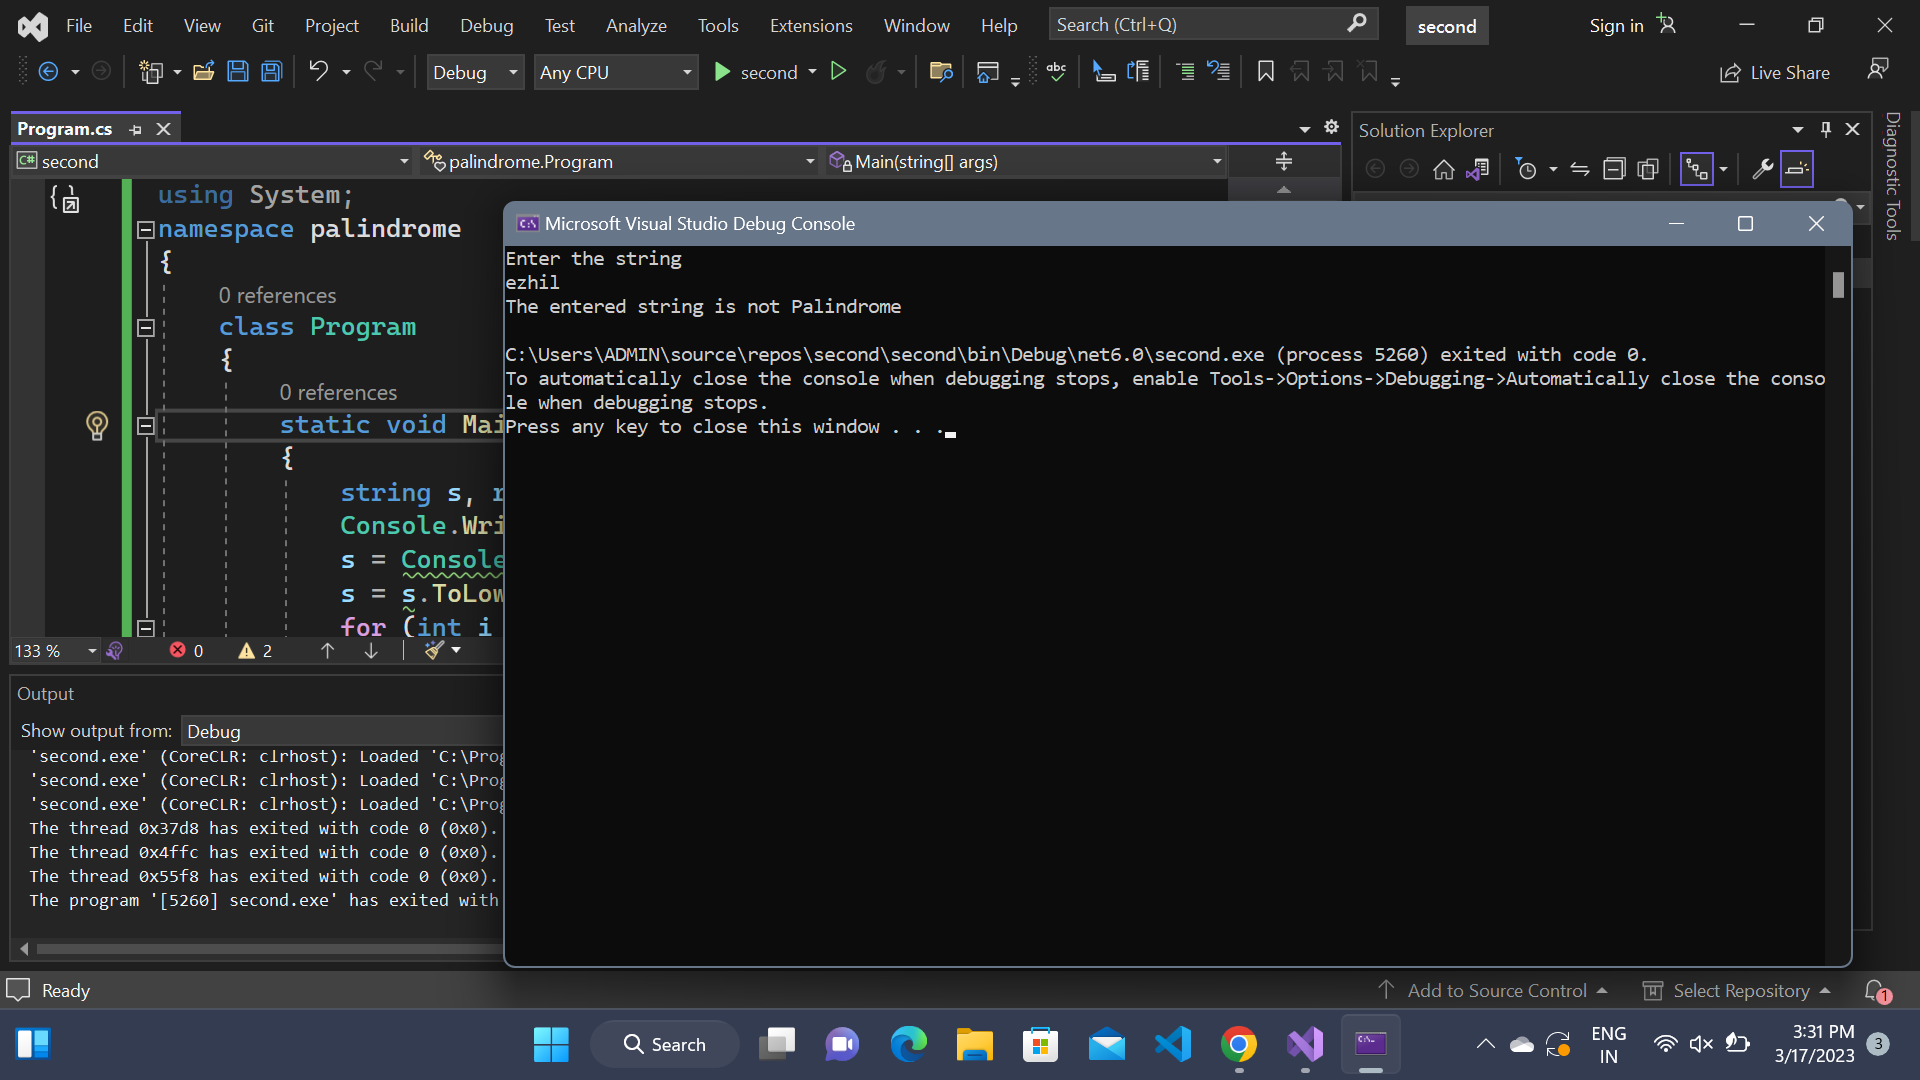 File Edit View Git Project Build Debug Test Analyze Tools Extensions Window Help Search (Ctrl+Q) second Sign in
Debug Any CPU second Live Share
Program.cs
second palindrome.Program Main(string[] args)
using System;
namespace palindrome
{
0 references
class Program
{
0 references
static void Mai
{
string s, r
Console.Wri
s = Console
s = s.ToLow
for (int i
133 % 0 2
Output
Show output from: Debug
'second.exe' (CoreCLR: clrhost): Loaded 'C:\Prog
'second.exe' (CoreCLR: clrhost): Loaded 'C:\Prog
'second.exe' (CoreCLR: clrhost): Loaded 'C:\Prog
The thread 0x37d8 has exited with code 0 (0x0).
The thread 0x4ffc has exited with code 0 (0x0).
The thread 0x55f8 has exited with code 0 (0x0).
The program '[5260] second.exe' has exited with
Microsoft Visual Studio Debug Console
Enter the string
ezhil
The entered string is not Palindrome
C:\Users\ADMIN\source\repos\second\second\bin\Debug\net6.0\second.exe (process 5260) exited with code 0.
To automatically close the console when debugging stops, enable Tools->Options->Debugging->Automatically close the conso
le when debugging stops.
Press any key to close this window . . .
Solution Explorer
Diagnostic Tools
Ready Add to Source Control Select Repository 1
Search
ENG
IN
3:31 PM
3/17/2023
3